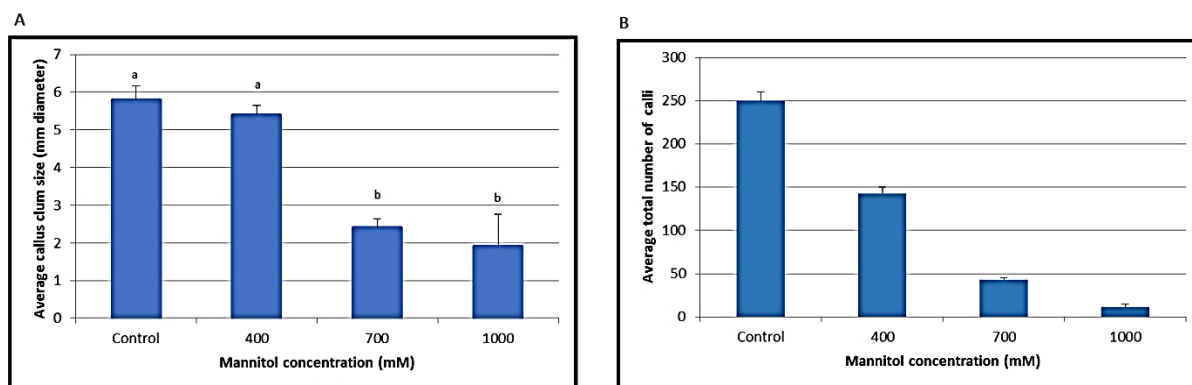 A
Average callus clum size (mm diameter)
7
6
5
4
3
2
1
0
a
a
b
b
Control
400
700
1000
Mannitol concentration (mM)
B
Average total number of calli
300
250
200
150
100
50
0
Control
400
700
1000
Mannitol concentration (mM)